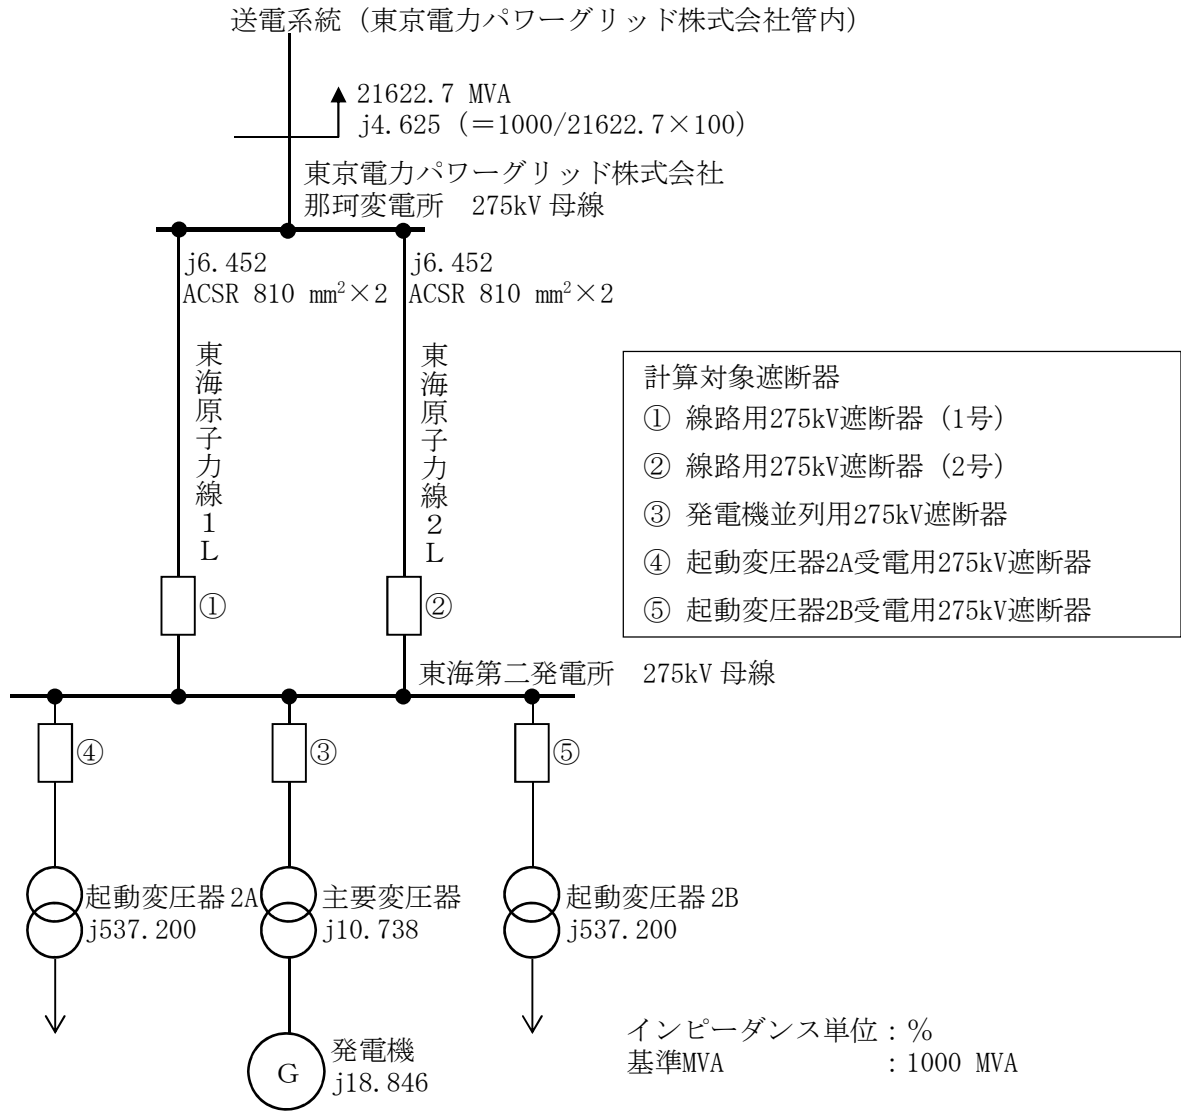 送電系統（東京電力パワーグリッド株式会社管内）
21622.7 MVA
j4.625 (＝1000/21622.7×100)
東京電力パワーグリッド株式会社
那珂変電所　275kV 母線
j6.452
ACSR 810 mm²×2
j6.452
ACSR 810 mm²×2
東海原子力線１L
東海原子力線２L
計算対象遮断器
① 線路用275kV遮断器（1号）
② 線路用275kV遮断器（2号）
③ 発電機並列用275kV遮断器
④ 起動変圧器2A受電用275kV遮断器
⑤ 起動変圧器2B受電用275kV遮断器
①
②
東海第二発電所　275kV 母線
④
③
⑤
起動変圧器 2A
j537.200
主要変圧器
j10.738
起動変圧器 2B
j537.200
G
発電機
j18.846
インピーダンス単位：％
基準MVA　：1000 MVA